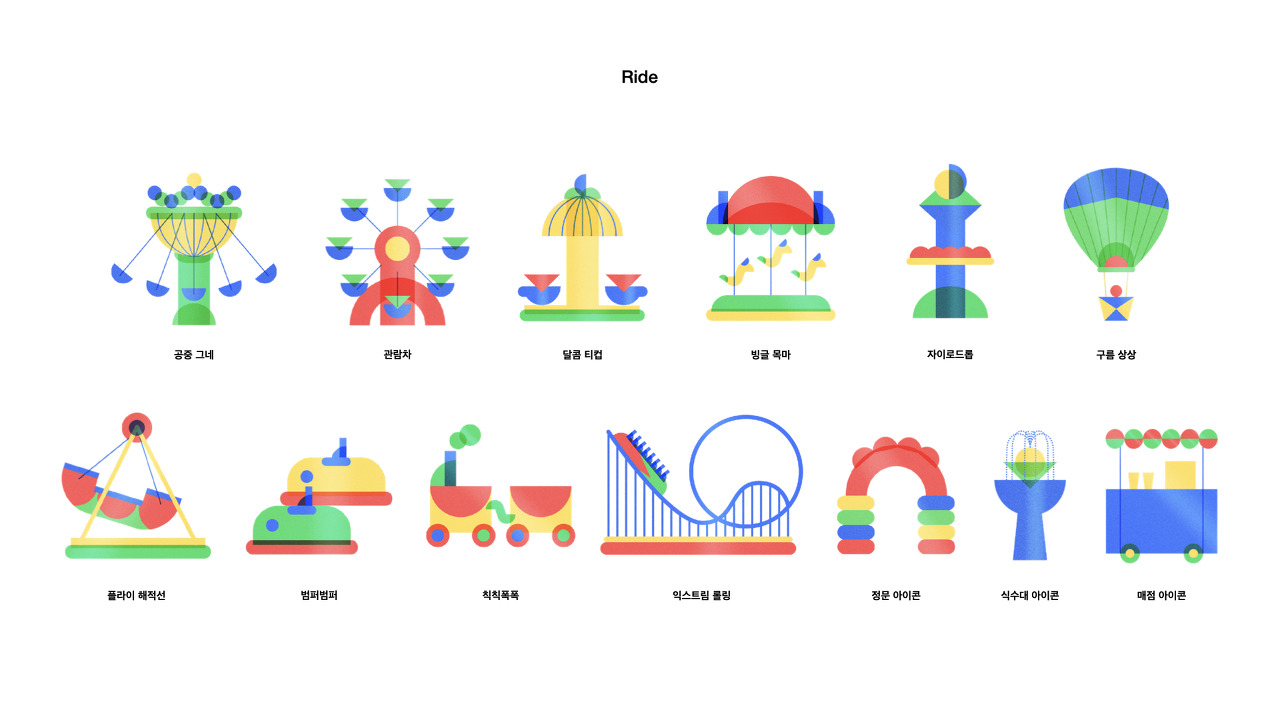 Ride
공중 그네
관람차
달콤 티컵
빙글 목마
자이로드롭
구름 상상
플라이 해적선
범퍼범퍼
칙칙폭폭
익스트림 롤링
정문 아이콘
식수대 아이콘
매점 아이콘